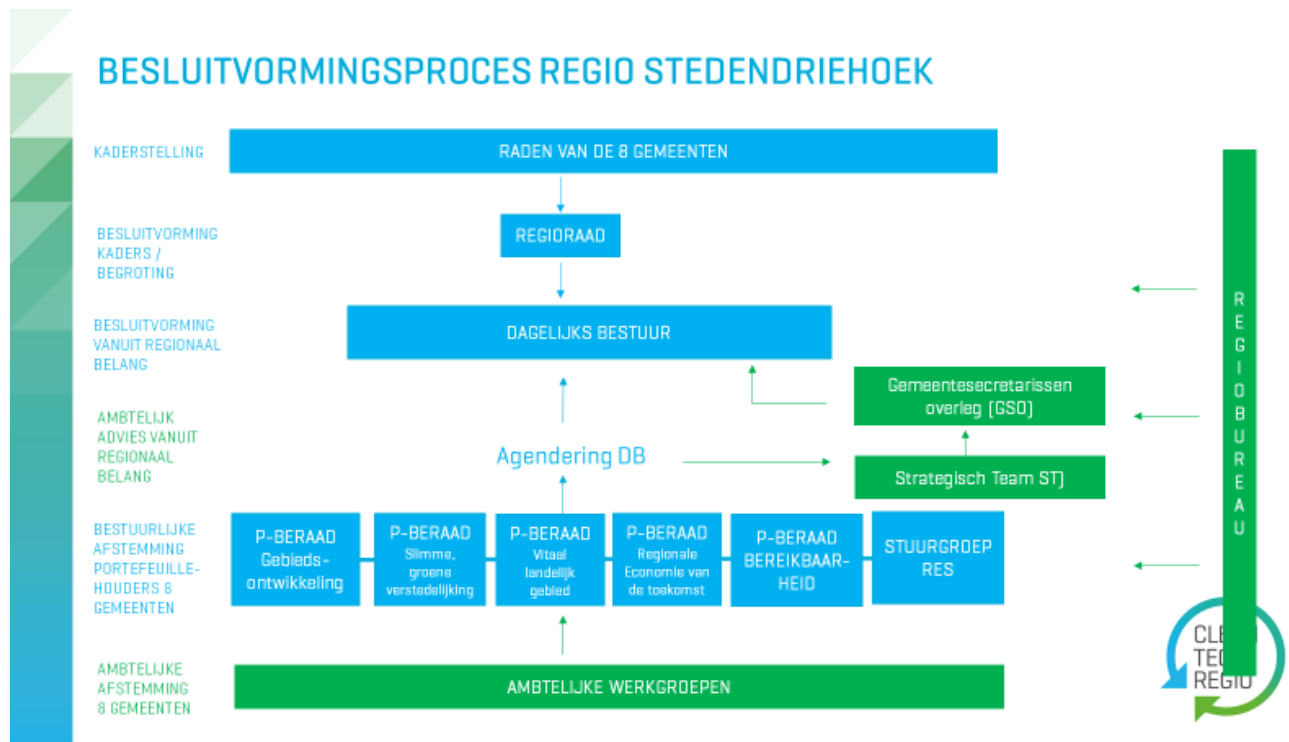 BESLUITVORMINGSPROCES REGIO STEDENDRIEHOEK
KADERSTELLING
RADEN VAN DE 8 GEMEENTEN
BESLUITVORMING
KADERS /
BEGROTING
REGIORAAD
BESLUITVORMING
VANUIT REGIONAAL
BELANG
DAGELIJKS BESTUUR
AMBTELIJK
ADVIES VANUIT
REGIONAAL
BELANG
Gemeentesecretarissen
overleg (GSO)
Agendering DB
Strategisch Team ST)
BESTUURLIJKE
AFSTEMMING
PORTEFEUILLE-
HOUDERS 8
GEMEENTEN
P-BERAAD
Gebieds-
ontwikkeling
P-BERAAD
Slimme,
groene
verstedelijking
P-BERAAD
Vitaal
landelijk
gebied
P-BERAAD
Regionale
Economie van
de toekomst
P-BERAAD
BEREIKBAAR-
HEID
STUURGROEP
RES
AMBTELIJKE
AFSTEMMING
8 GEMEENTEN
AMBTELIJKE WERKGROEPEN
REGIOBUREAU
REGIO